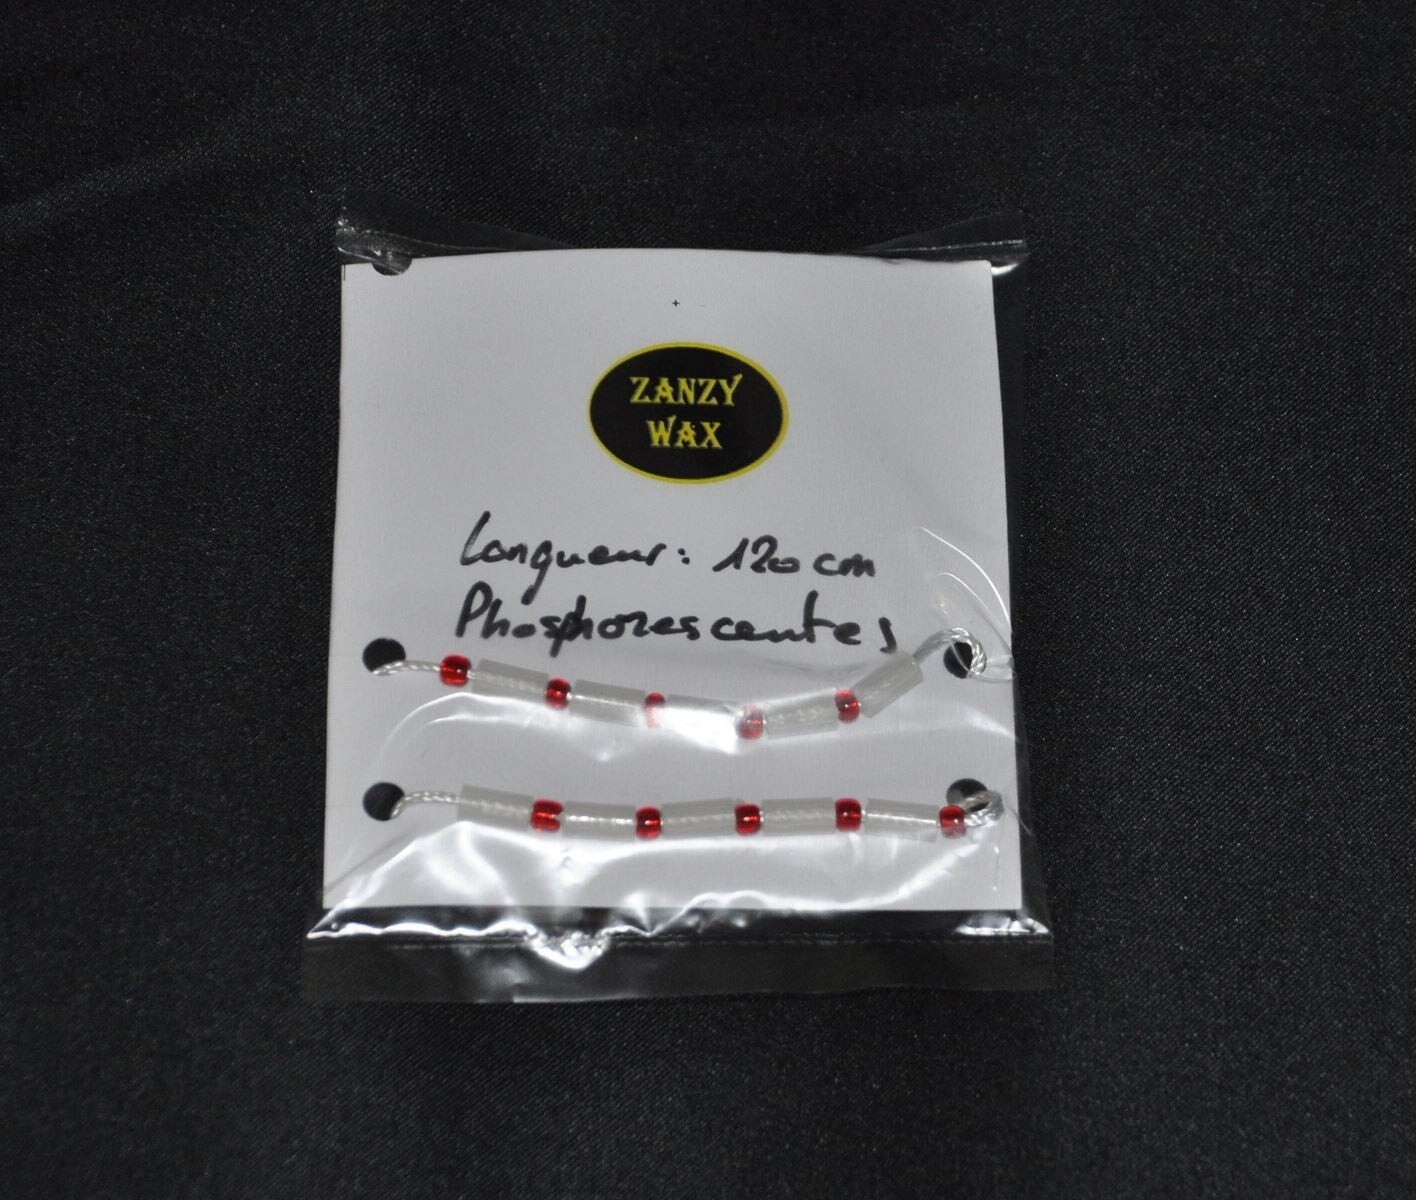 ZANZY
WAX
Longueur: 120 cm
Phosphorescentes